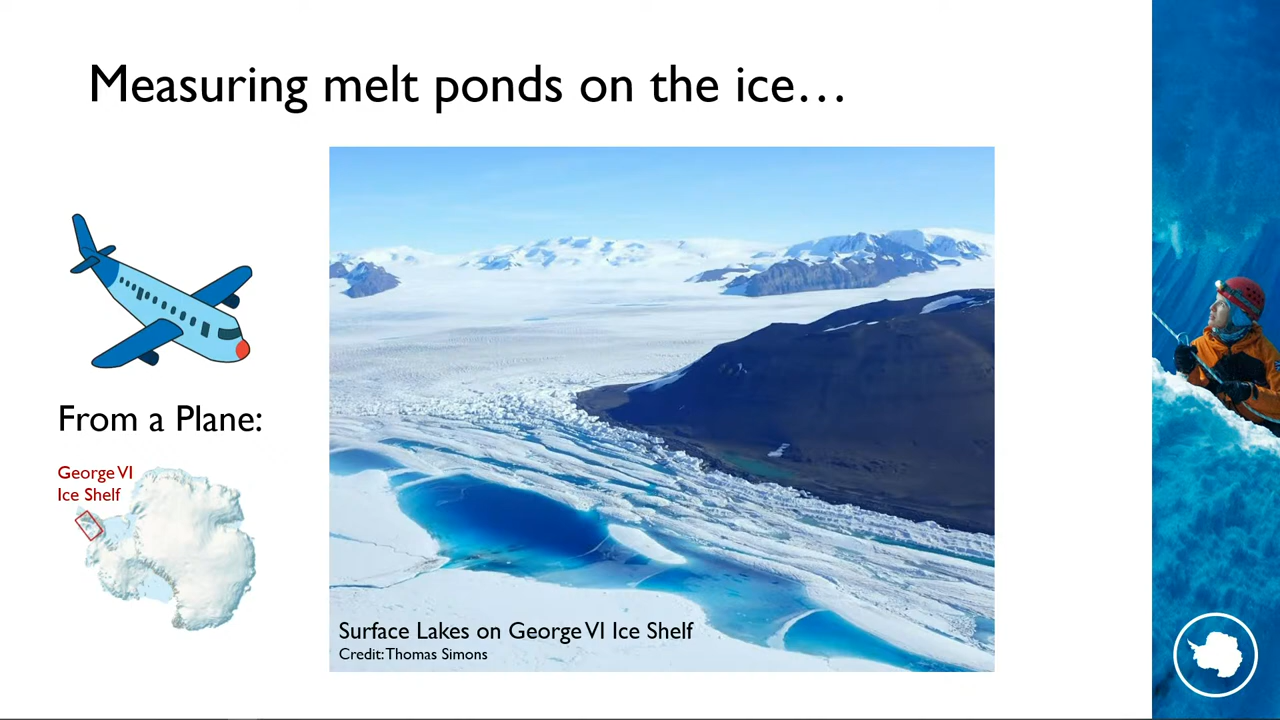 Measuring melt ponds on the ice…
From a Plane:
George VI
Ice Shelf
Surface Lakes on George VI Ice Shelf
Credit: Thomas Simons